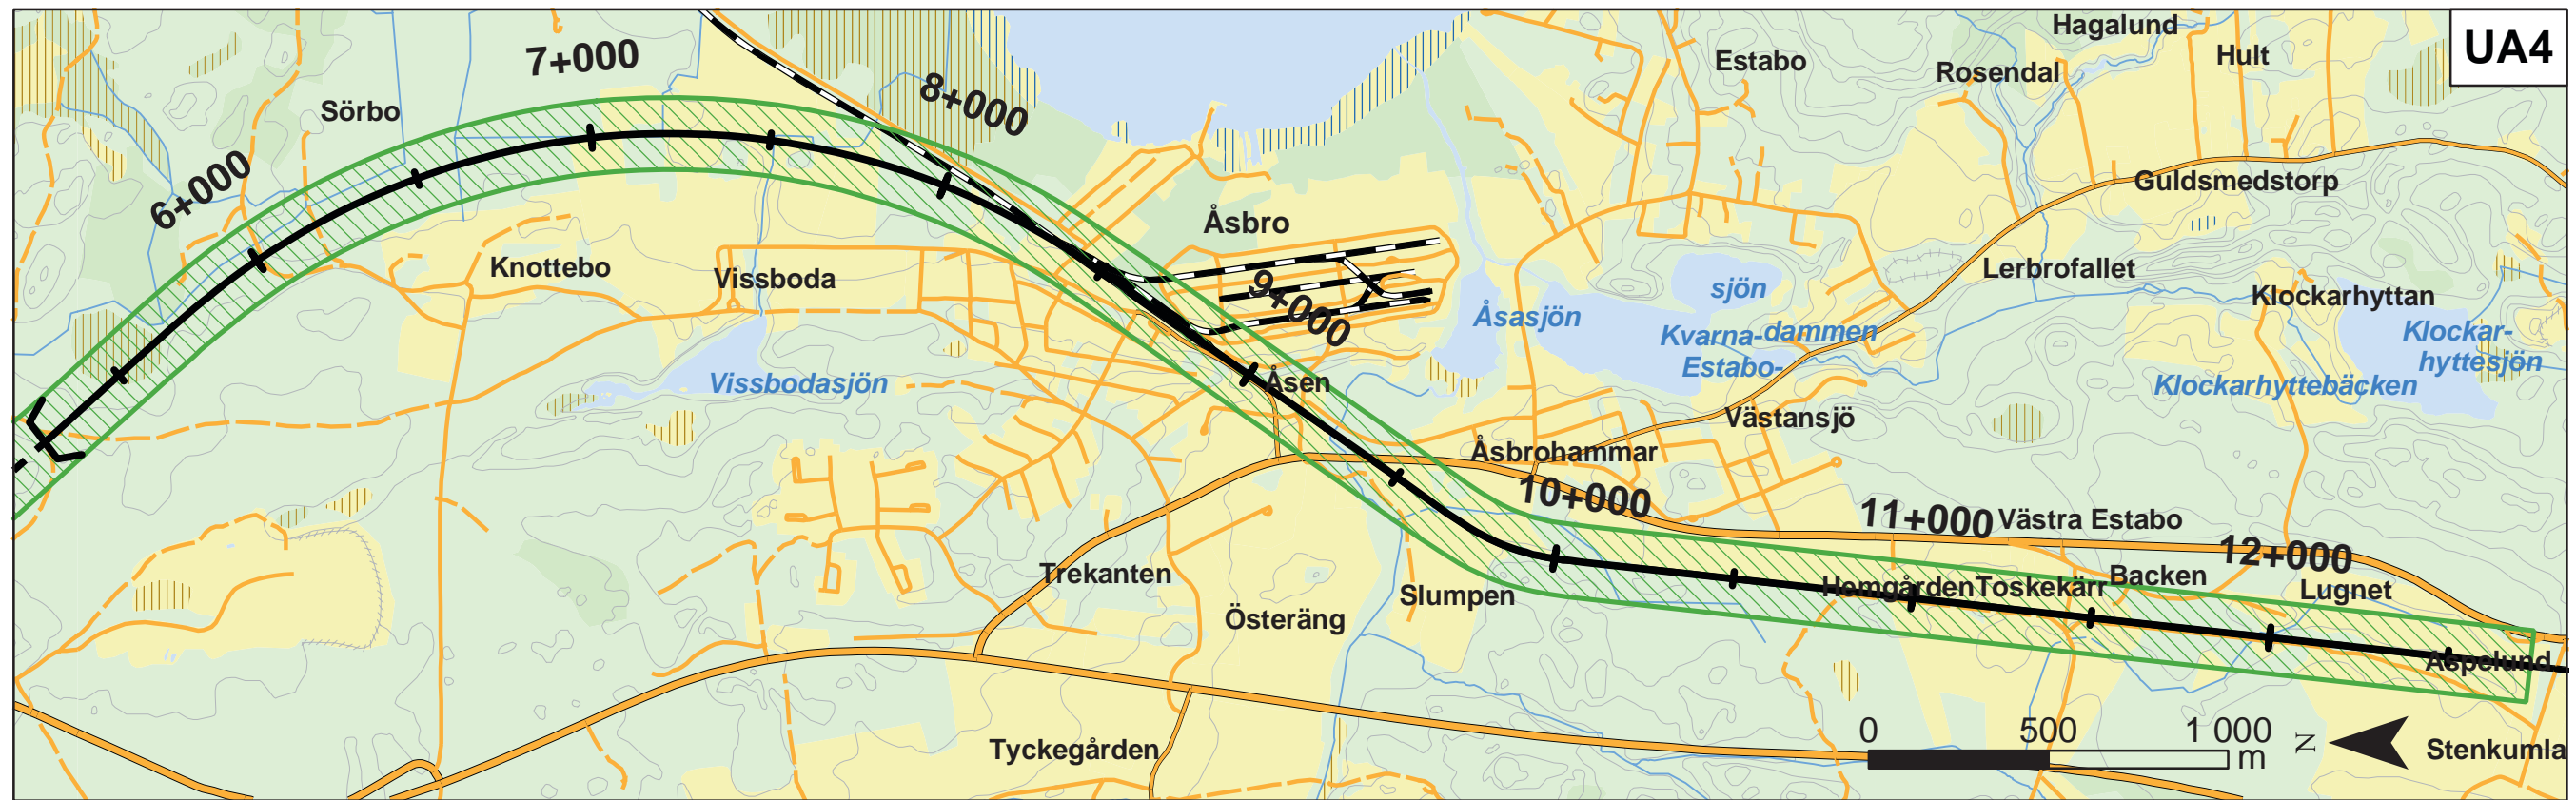 Hagalund
UA4
7+000
Estabo
Hult
Rosendal
8+000
Sörbo
6+000
Guldsmedstorp
Åsbro
Knottebo
Vissboda
Lerbrofallet
sjön
Klockarhyttan
9+000
Åsasjön
Kvarna-dammen
Klockar-
hyttesjön
Estabo-
Vissbodasjön
Åsen
Klockarhyttebäcken
Västansjö
Åsbrohammar
10+000
11+000
Västra Estabo
12+000
Trekanten
Slumpen
Hemgården
Toskekärr
Backen
Lugnet
Österäng
Aspelund
Tyckegården
0 500 1 000
m
N
Stenkumla